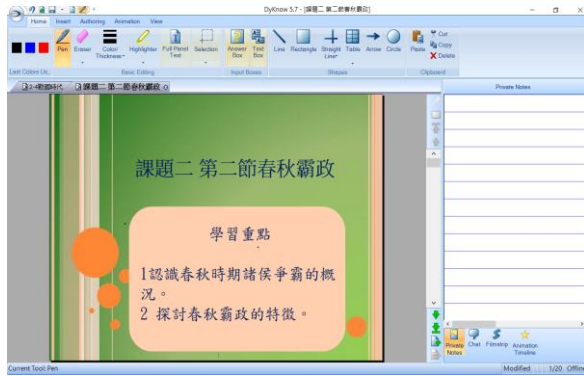 DyKnow 5.7 - [課題二 第二節春秋霸政]
Home Insert Authoring Animation View
Pen Eraser Color/ Thickness Highlighter Full Panel Text Selection Answer Box Text Box Line Rectangle Straight Line Table Arrow Circle Paste
Cut
Copy
Delete
Basic Editing Input Boxes Shapes Clipboard
課題二 第二節春秋霸政
Private Notes
課題二 第二節春秋霸政
學習重點
1認識春秋時期諸侯爭霸的概
況。
2 探討春秋霸政的特徵。
Private Notes Chat Filmstrip Animation Timeline
Current Tool: Pen
Modified 1/20 Offline